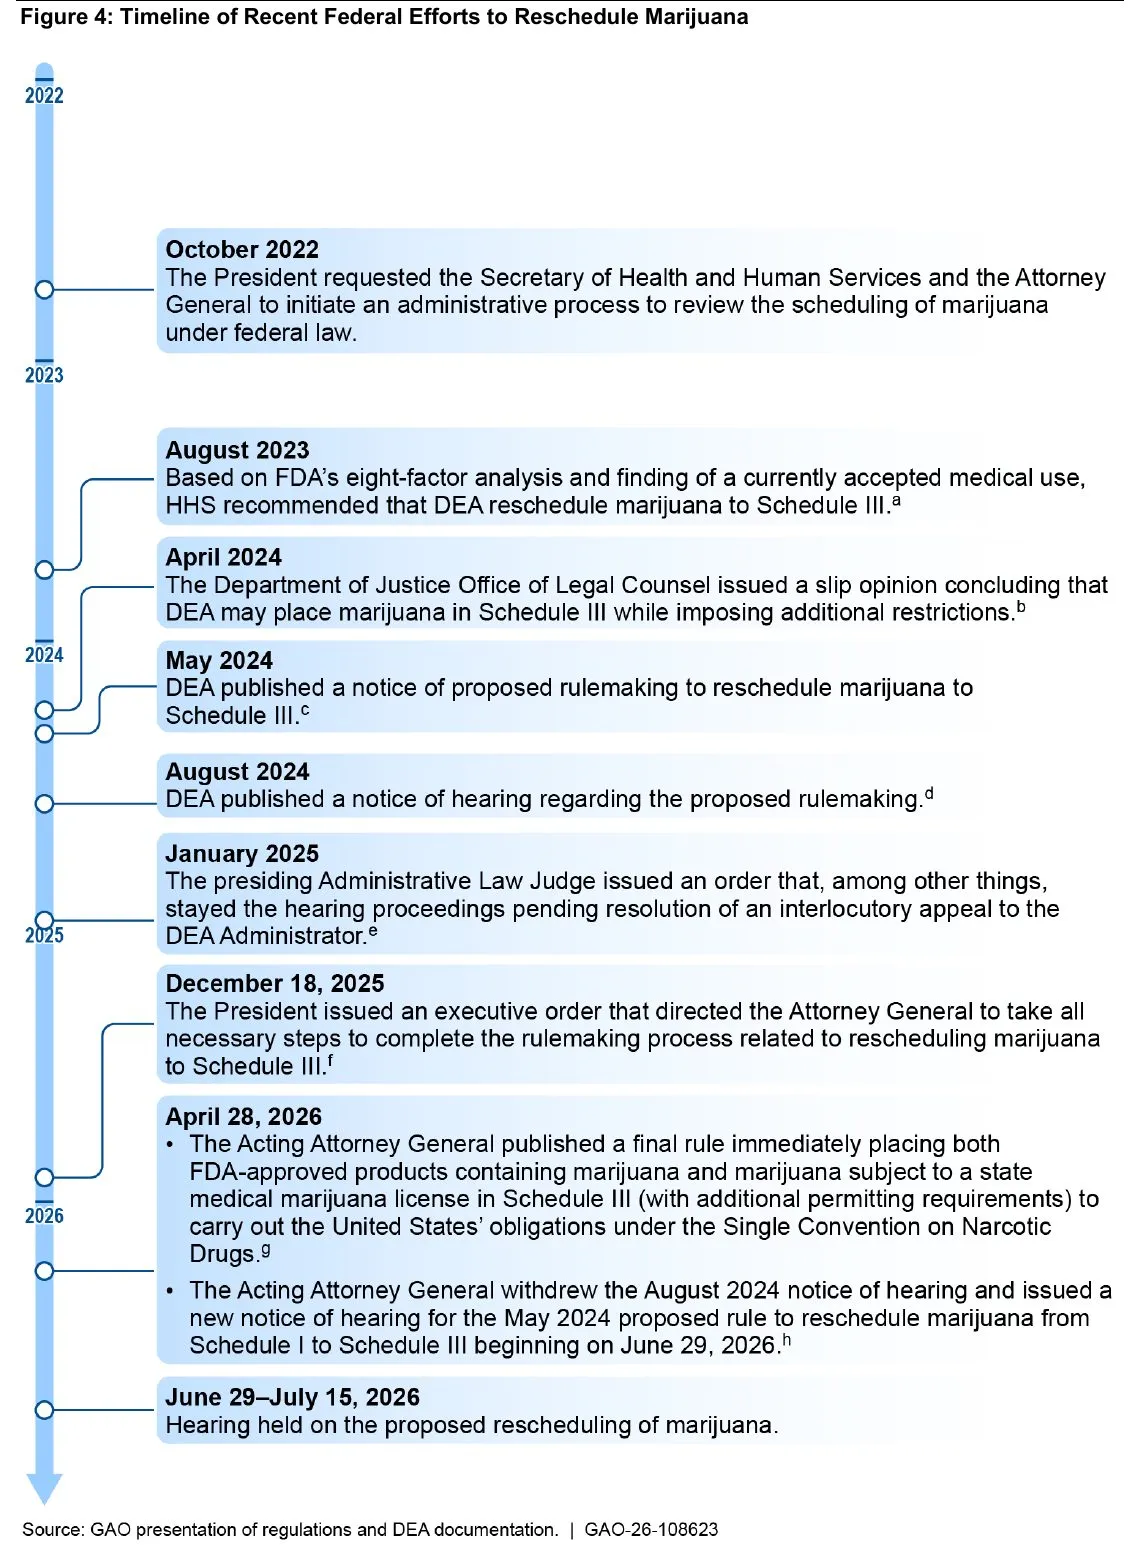 Figure 4: Timeline of Recent Federal Efforts to Reschedule Marijuana
2022
October 2022
The President requested the Secretary of Health and Human Services and the Attorney
General to initiate an administrative process to review the scheduling of marijuana
under federal law.
2023
August 2023
Based on FDA’s eight-factor analysis and finding of a currently accepted medical use,
HHS recommended that DEA reschedule marijuana to Schedule III.a
April 2024
The Department of Justice Office of Legal Counsel issued a slip opinion concluding that
DEA may place marijuana in Schedule III while imposing additional restrictions.b
2024
May 2024
DEA published a notice of proposed rulemaking to reschedule marijuana to
Schedule III.c
August 2024
DEA published a notice of hearing regarding the proposed rulemaking.d
January 2025
The presiding Administrative Law Judge issued an order that, among other things,
stayed the hearing proceedings pending resolution of an interlocutory appeal to the
DEA Administrator.e
2025
December 18, 2025
The President issued an executive order that directed the Attorney General to take all
necessary steps to complete the rulemaking process related to rescheduling marijuana
to Schedule III.f
April 28, 2026
• The Acting Attorney General published a final rule immediately placing both
FDA-approved products containing marijuana and marijuana subject to a state
medical marijuana license in Schedule III (with additional permitting requirements) to
carry out the United States’ obligations under the Single Convention on Narcotic
Drugs.g
2026
• The Acting Attorney General withdrew the August 2024 notice of hearing and issued a
new notice of hearing for the May 2024 proposed rule to reschedule marijuana from
Schedule I to Schedule III beginning on June 29, 2026.h
June 29–July 15, 2026
Hearing held on the proposed rescheduling of marijuana.
Source: GAO presentation of regulations and DEA documentation. | GAO-26-108623